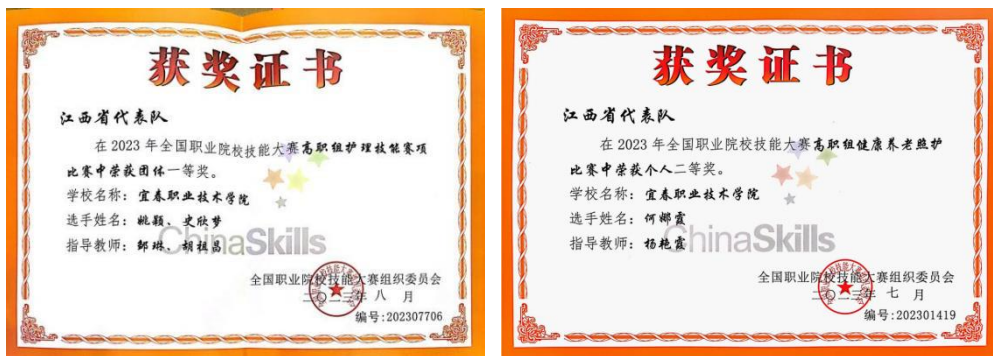 获奖证书
江西省代表队
在2023年全国职业院校技能大赛高职组护理技能赛项
比赛中荣获团体一等奖。
学校名称：宜春职业技术学院
选手姓名：姚颖、史欣梦
指导教师：邹琳、胡祖昌
ChinaSkills
全国职业院校技能大赛组织委员会
二〇二三年 八 月
编号:202307706
获奖证书
江西省代表队
在2023年全国职业院校技能大赛高职组健康养老照护
比赛中荣获个人二等奖。
学校名称：宜春职业技术学院
选手姓名：何娜霞
指导教师：杨艳霞
ChinaSkills
全国职业院校技能大赛组织委员会
二〇二三年 七 月
编号:202301419